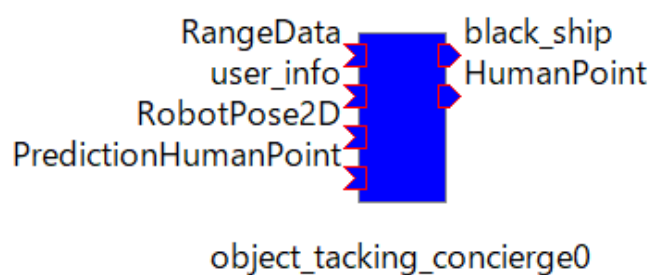 RangeData
black_ship
user_info
HumanPoint
RobotPose2D
PredictionHumanPoint
object_tacking_concierge0